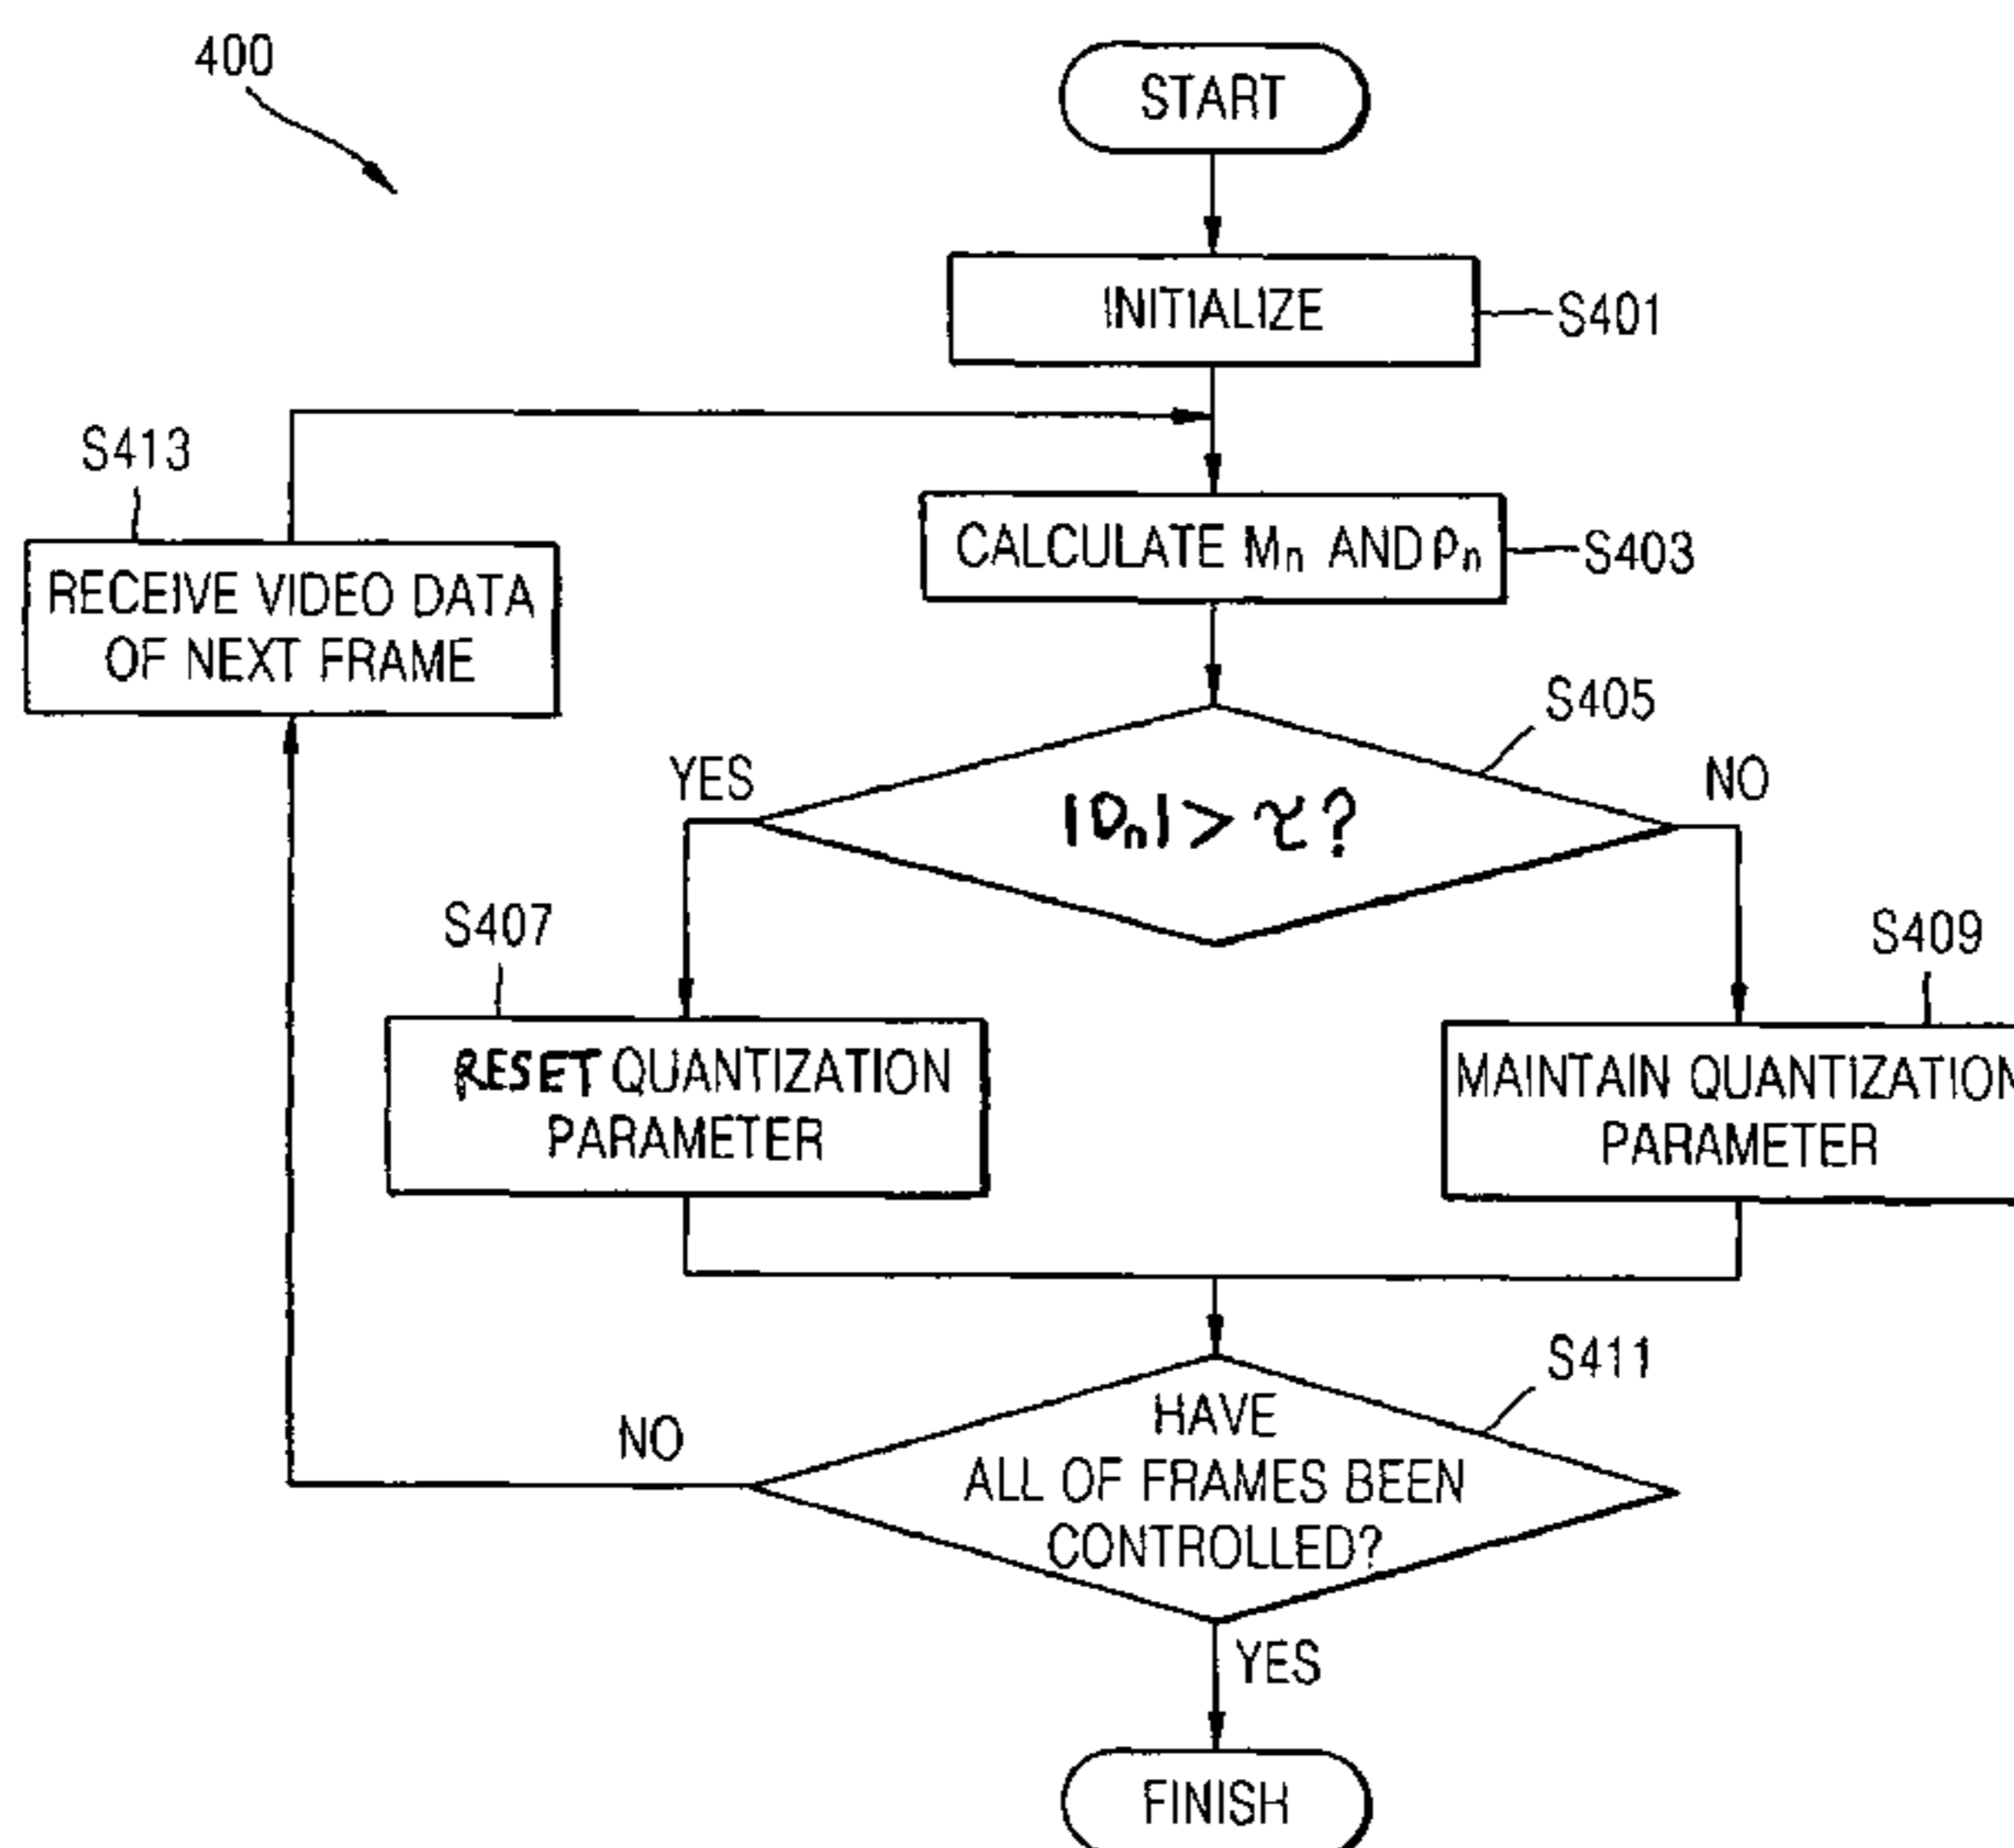 400
START
INITIALIZE
S401
S413
CALCULATE Mn AND ρn
S403
RECEIVE VIDEO DATA
OF NEXT FRAME
S405
YES
|Dn| > τ?
NO
S407
S409
RESET QUANTIZATION
PARAMETER
MAINTAIN QUANTIZATION
PARAMETER
S411
HAVE
ALL OF FRAMES BEEN
CONTROLLED?
NO
YES
FINISH